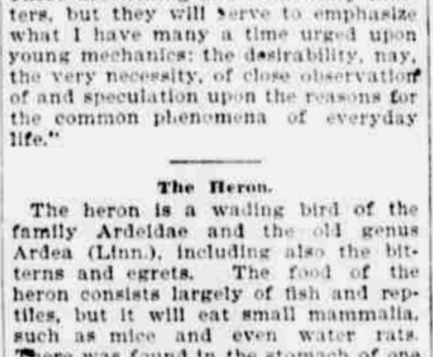 ters, but they will serve to emphasize
what I have many a time urged upon
young mechanics: the desirability, nay,
the very necessity, of close observation
of and speculation upon the reasons for
the common phenomena of everyday
life."
The Heron.
The heron is a wading bird of the
family Ardeidae and the old genus
Ardea (Linn.), including also the bit-
terns and egrets. The food of the
heron consists largely of fish and rep-
tiles, but it will eat small mammalia,
such as mice and even water rats.
There was found in the stomach of one